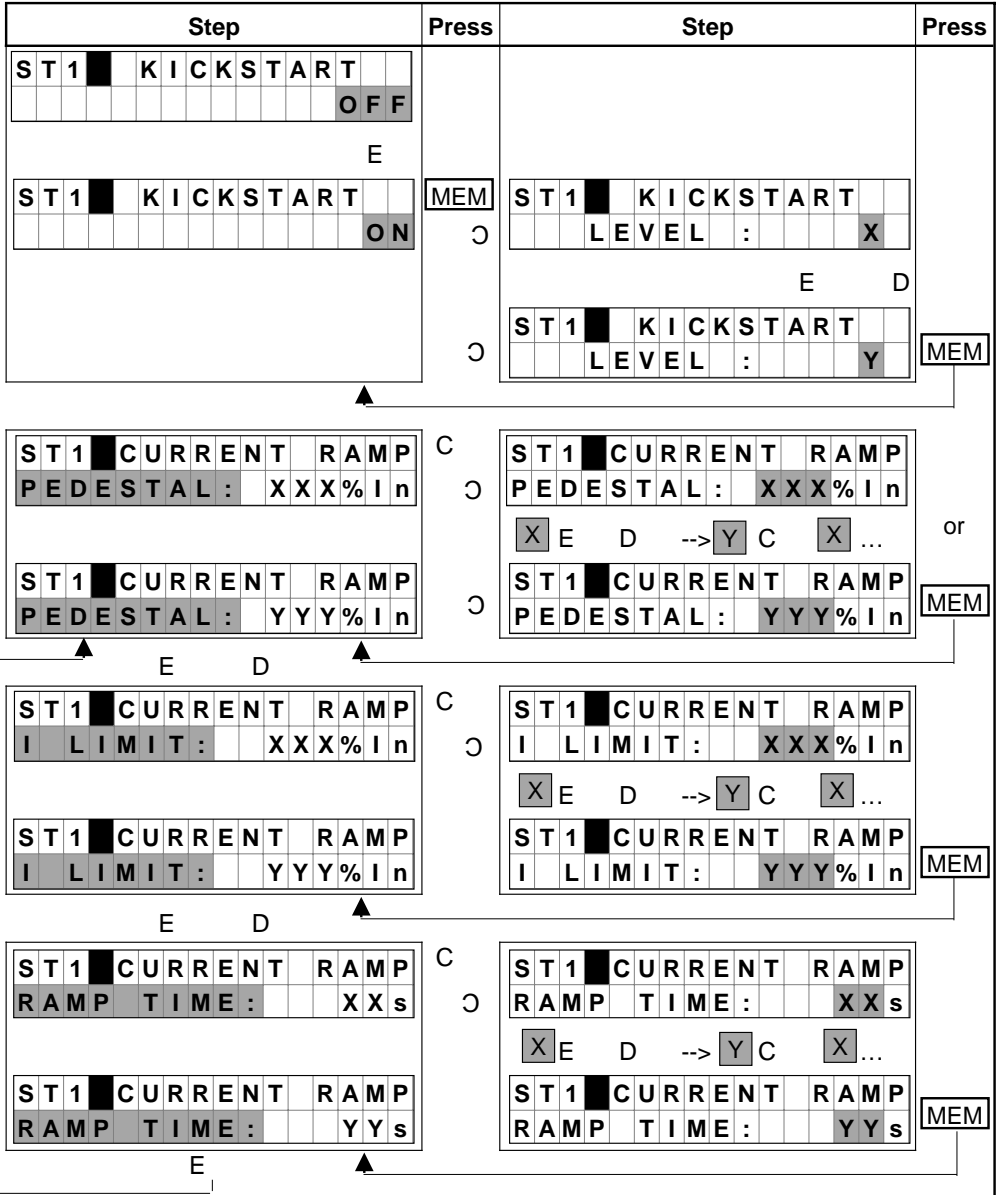 Step Press Step Press
ST1 KICKSTART
OFF
E
ST1 KICKSTART MEM ST1 KICKSTART
ON Ɔ LEVEL : X
E D
ST1 KICKSTART
Ɔ LEVEL : Y MEM
ST1 CURRENT RAMP C ST1 CURRENT RAMP
PEDESTAL: XXX%In Ɔ PEDESTAL: XXX%In
X E D --> Y C X ... or
ST1 CURRENT RAMP ST1 CURRENT RAMP
PEDESTAL: YYY%In Ɔ PEDESTAL: YYY%In MEM
E D
ST1 CURRENT RAMP C ST1 CURRENT RAMP
I LIMIT: XXX%In Ɔ I LIMIT: XXX%In
X E D --> Y C X ...
ST1 CURRENT RAMP ST1 CURRENT RAMP
I LIMIT: YYY%In I LIMIT: YYY%In MEM
E D
ST1 CURRENT RAMP C ST1 CURRENT RAMP
RAMP TIME: XXs Ɔ RAMP TIME: XXs
X E D --> Y C X ...
ST1 CURRENT RAMP ST1 CURRENT RAMP
RAMP TIME: YYs RAMP TIME: YYs MEM
E